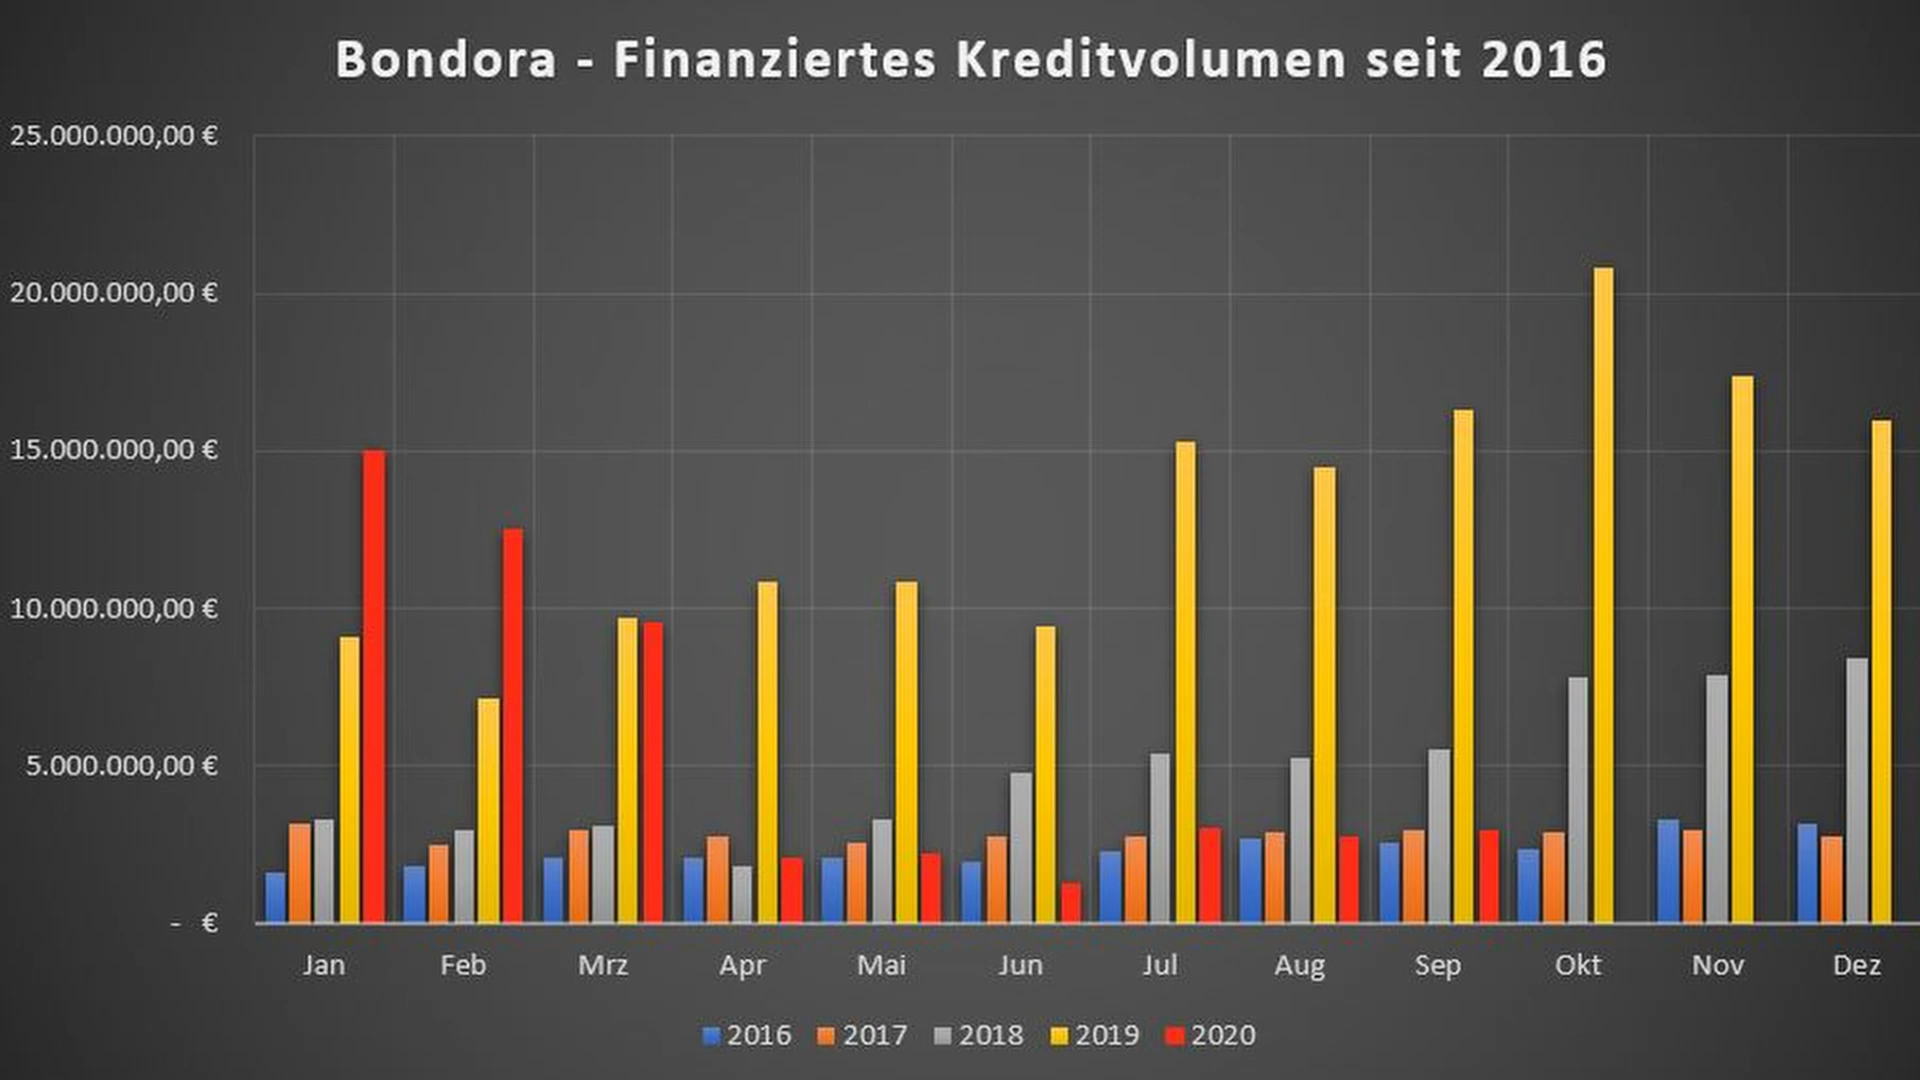 Bondora - Finanziertes Kreditvolumen seit 2016
25.000.000,00 €
20.000.000,00 €
15.000.000,00 €
10.000.000,00 €
5.000.000,00 €
- €
Jan Feb Mrz Apr Mai Jun Jul Aug Sep Okt Nov Dez
2016 2017 2018 2019 2020